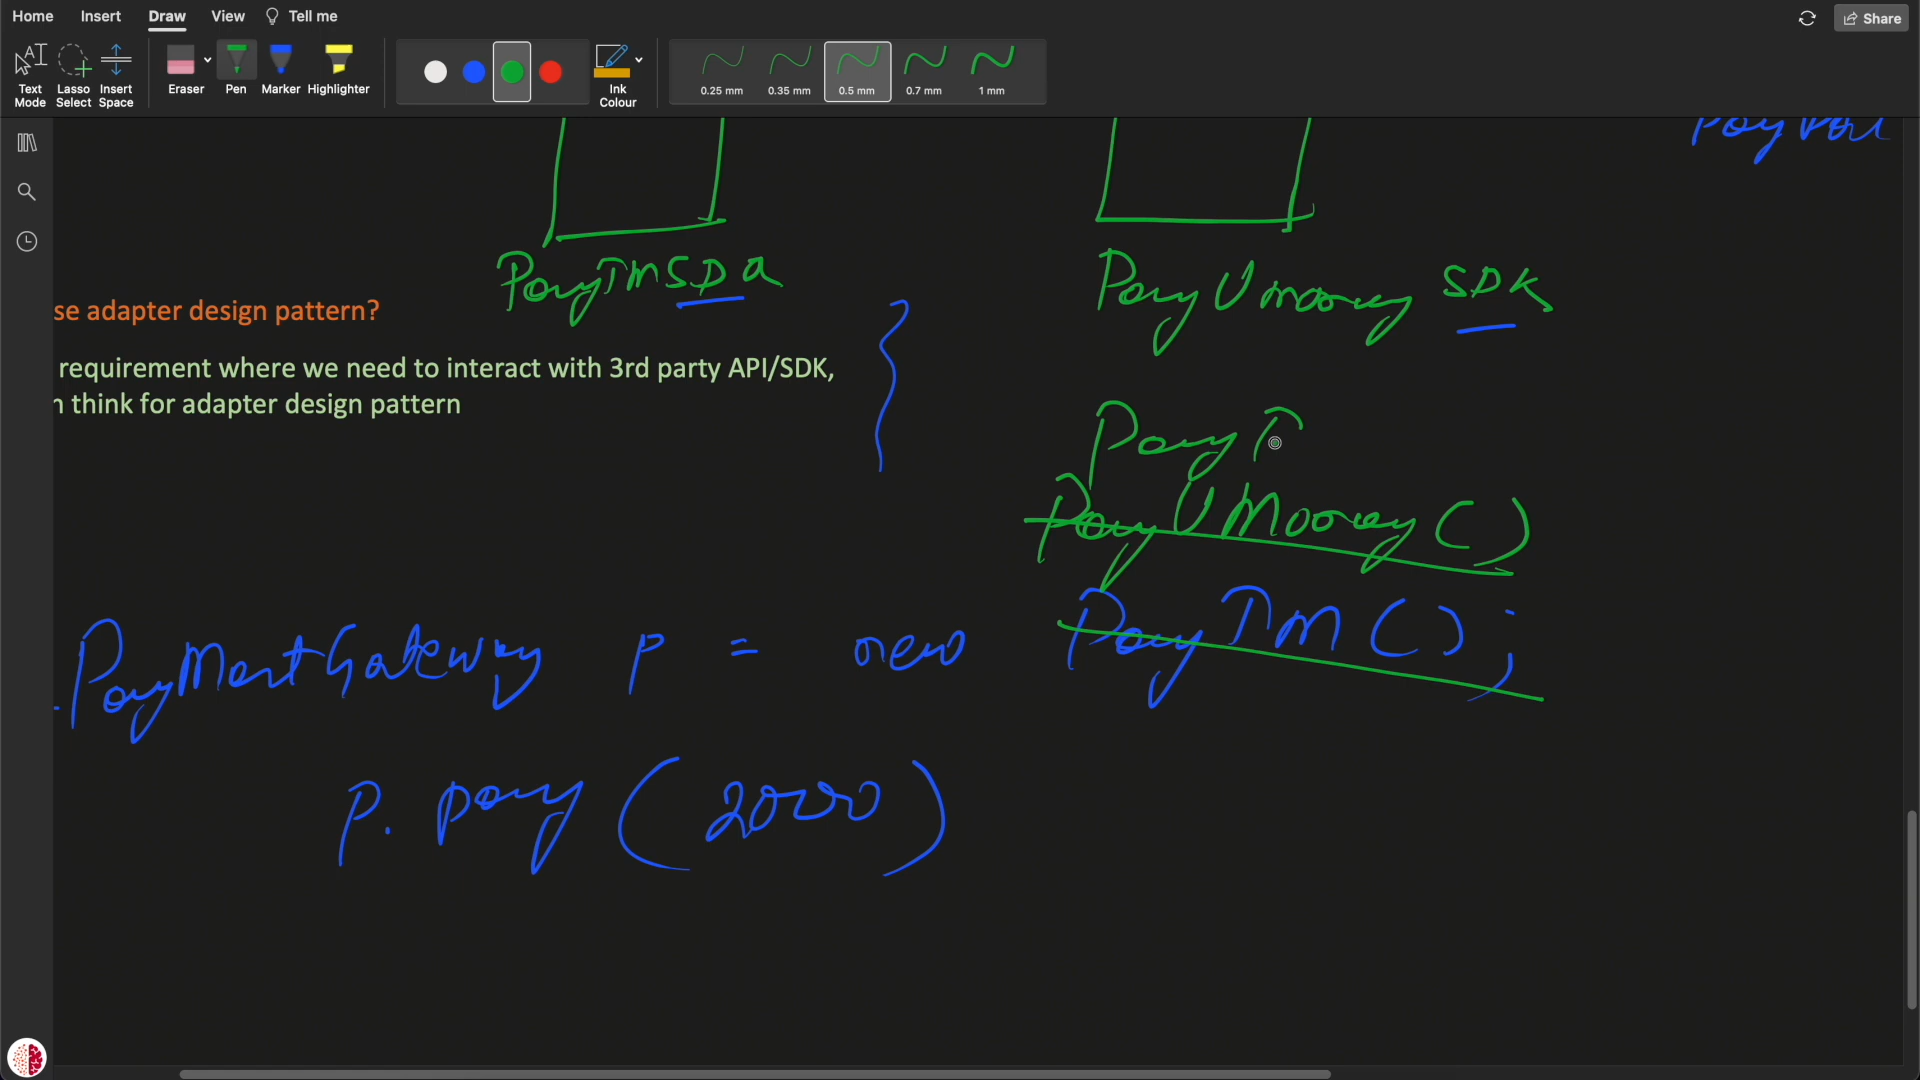 Home Insert Draw View Tell me Share
Text Mode Lasso Select Insert Space Eraser Pen Marker Highlighter Ink Colour 0.25 mm 0.35 mm 0.5 mm 0.7 mm 1 mm
PayTM SDK
PayUmoney SDK
se adapter design pattern?
requirement where we need to interact with 3rd party API/SDK,
n think for adapter design pattern
PayT
PayUMoney()
PaymentGateway p = new PayTM();
p. pay (2000)